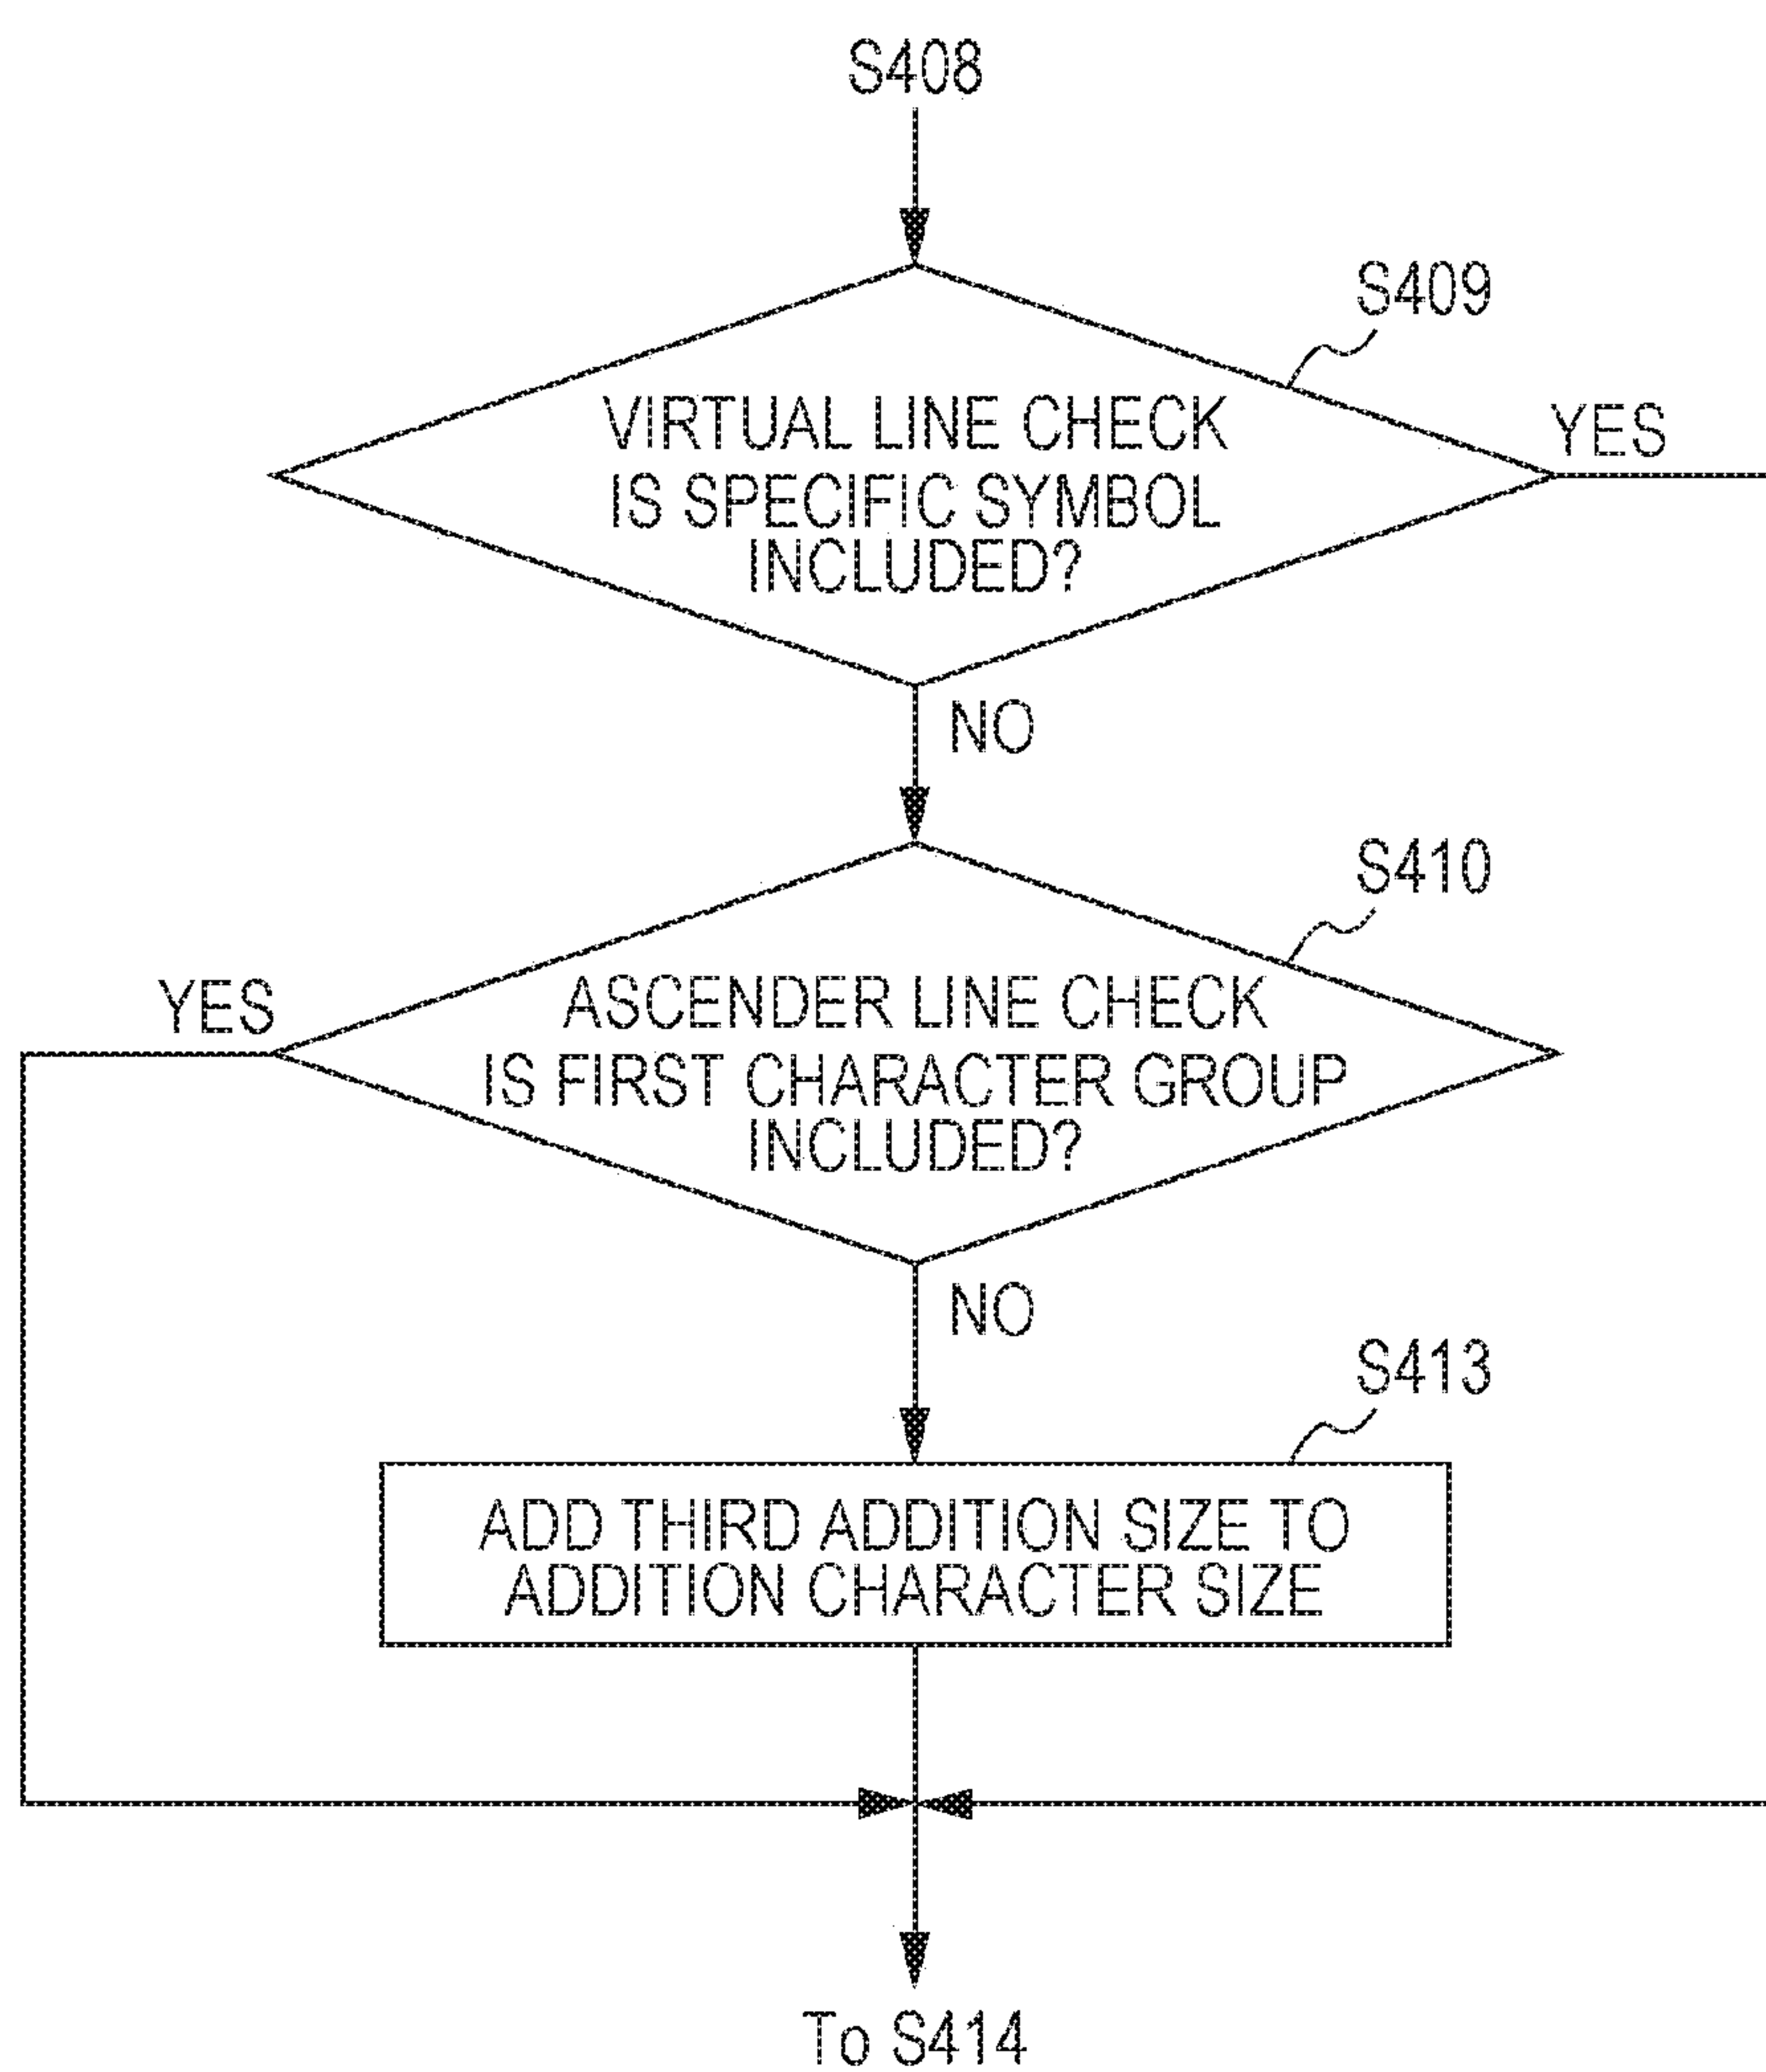 S408
S409
VIRTUAL LINE CHECK
IS SPECIFIC SYMBOL
INCLUDED?
YES
NO
S410
YES
ASCENDER LINE CHECK
IS FIRST CHARACTER GROUP
INCLUDED?
NO
S413
ADD THIRD ADDITION SIZE TO
ADDITION CHARACTER SIZE
To S414